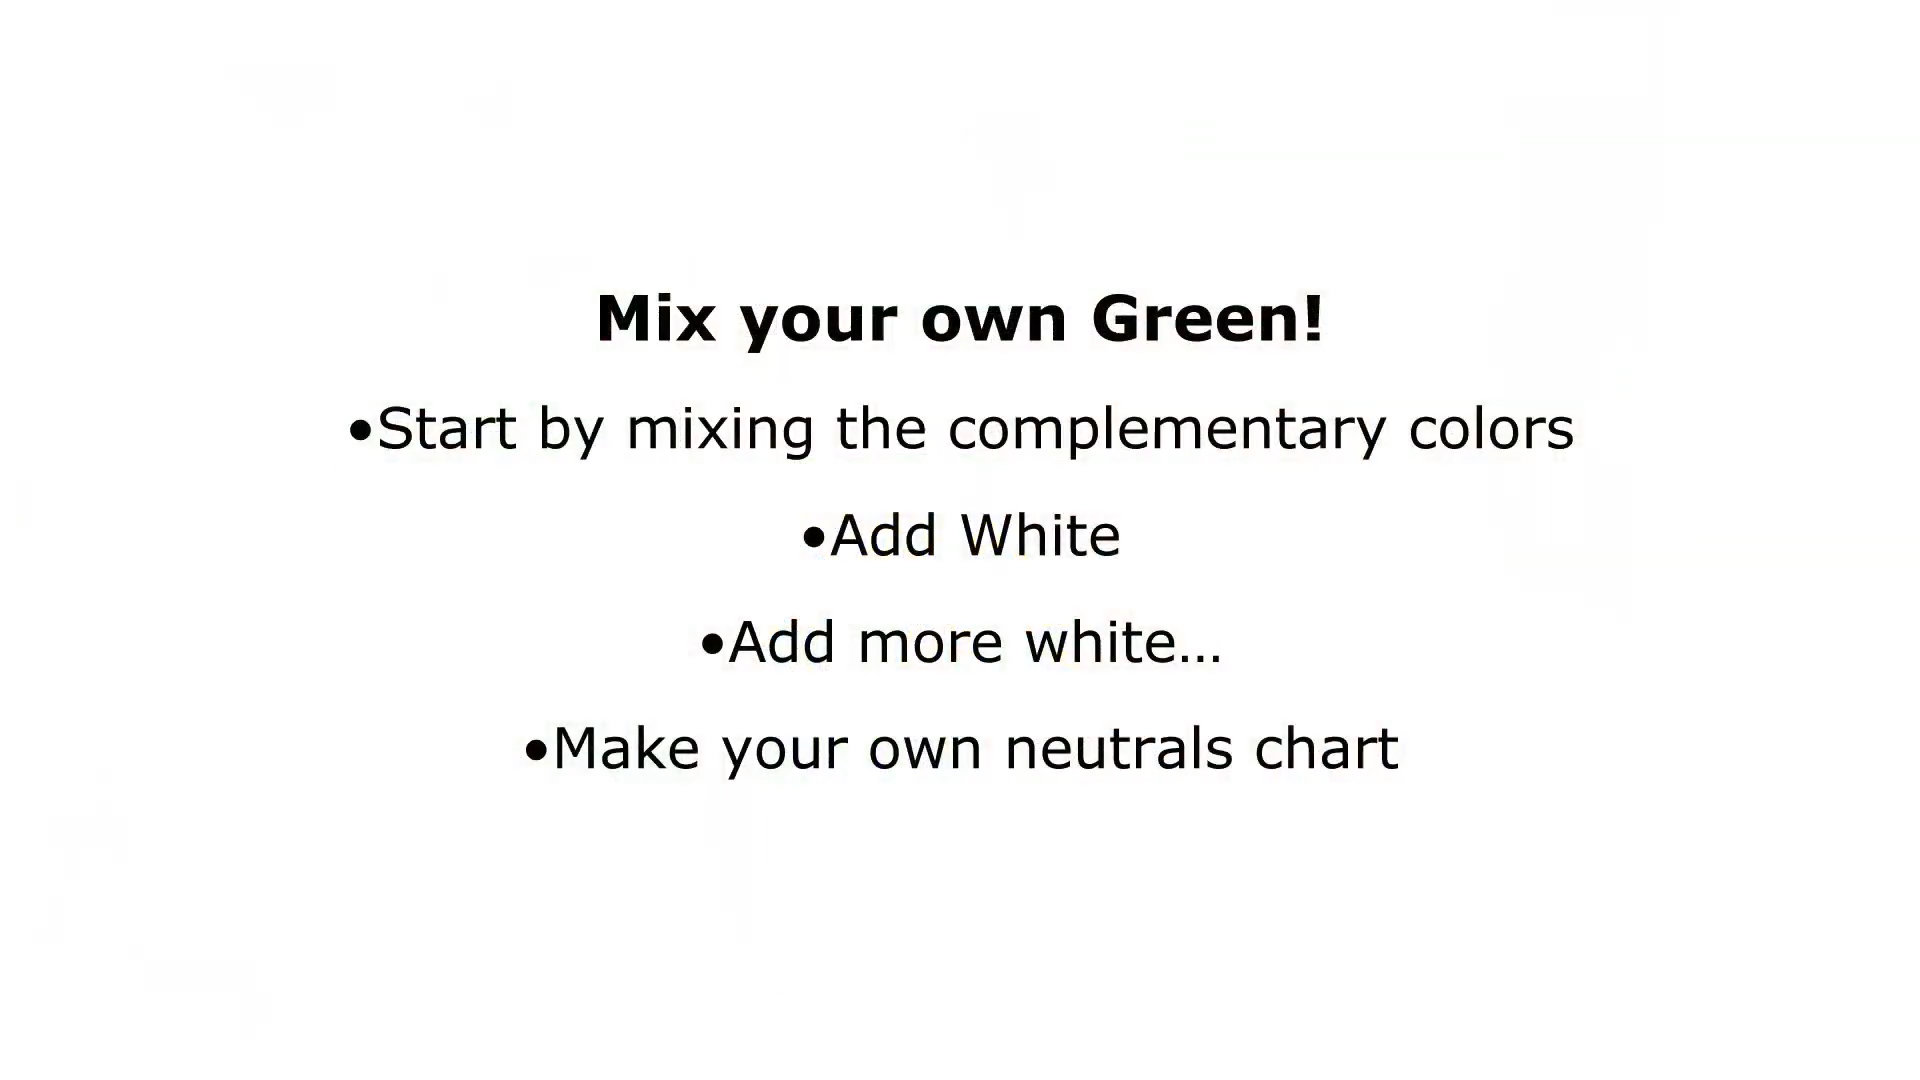 Mix your own Green!
•Start by mixing the complementary colors
•Add White
•Add more white…
•Make your own neutrals chart